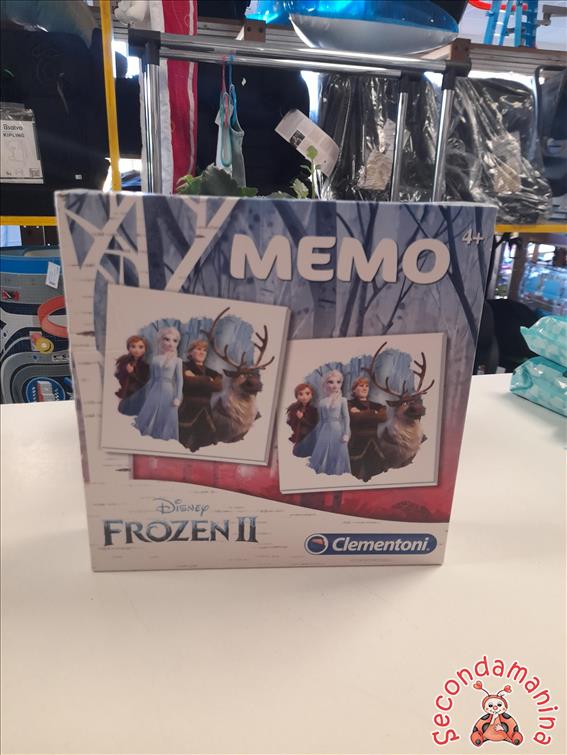 MEMO
4+
Disney
FROZEN II
Clementoni
KIPLING
Secondamanina